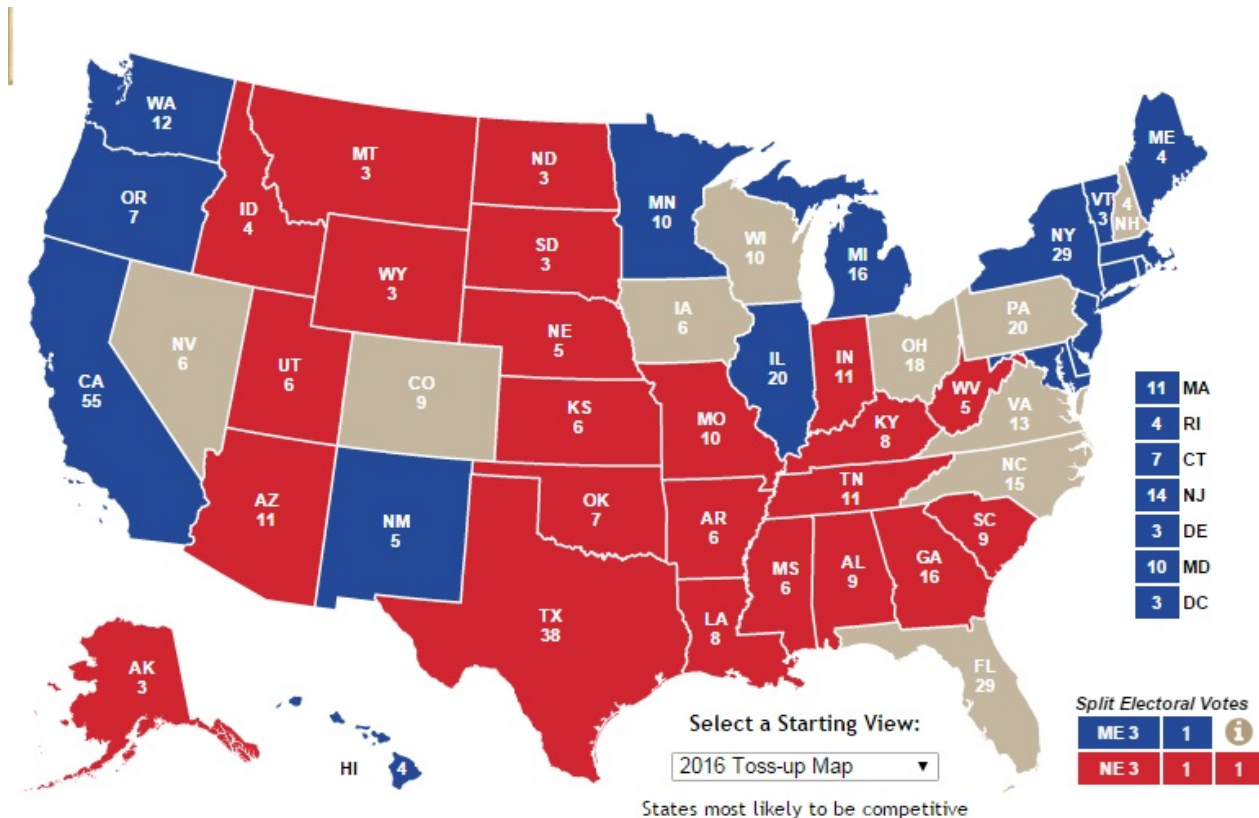 WA
12
OR
7
CA
55
NV
6
ID
4
MT
3
WY
3
UT
6
AZ
11
CO
9
NM
5
ND
3
SD
3
NE
5
KS
6
OK
7
TX
38
MN
10
IA
6
MO
10
AR
6
LA
8
WI
10
IL
20
MI
16
IN
11
OH
18
KY
8
TN
11
MS
6
AL
9
GA
16
FL
29
SC
9
NC
15
VA
13
WV
5
PA
20
NY
29
VT
3
4
NH
ME
4
11 MA
4 RI
7 CT
14 NJ
3 DE
10 MD
3 DC
AK
3
HI 4
Select a Starting View:
2016 Toss-up Map ▼
States most likely to be competitive
Split Electoral Votes
ME 3 1 i
NE 3 1 1